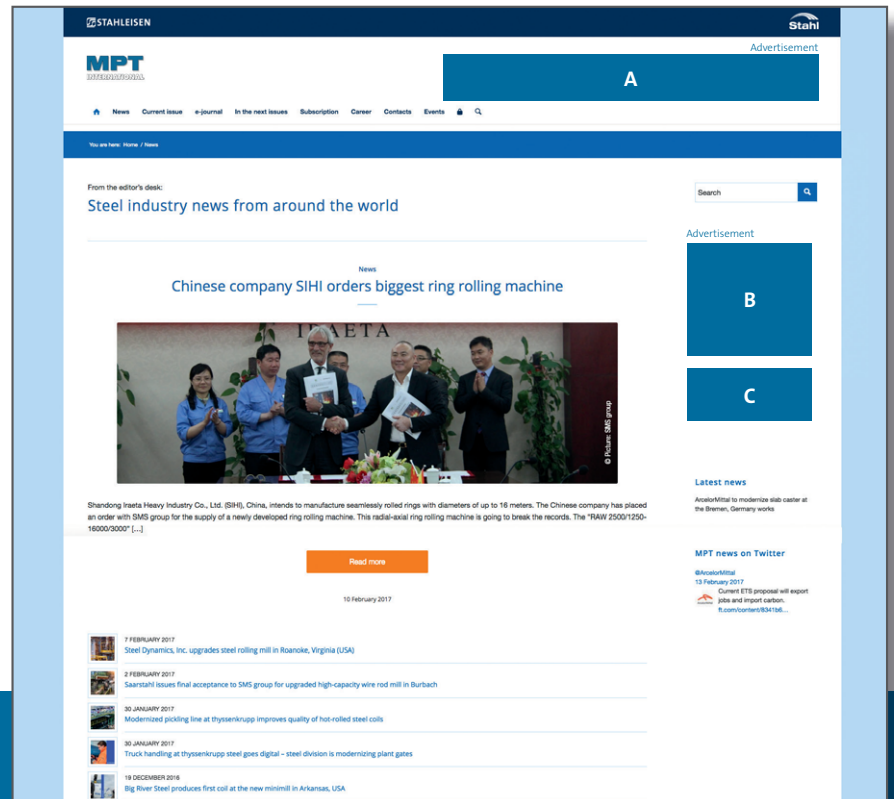 STAHLEISEN
Stahl
Advertisement
A
MPT
INTERNATIONAL
News Current issue e-journal In the next issues Subscription Career Contacts Events
You are here: Home / News
From the editor's desk:
Steel industry news from around the world
Search
Advertisement
B
C
News
Chinese company SIHI orders biggest ring rolling machine
IRAETA
© Picture: SMS group
Shandong Iraeta Heavy Industry Co., Ltd. (SIHI), China, intends to manufacture seamlessly rolled rings with diameters of up to 16 meters. The Chinese company has placed
an order with SMS group for the supply of a newly developed ring rolling machine. This radial-axial ring rolling machine is going to break the records. The "RAW 2500/1250-
16000/3000" [...]
Read more
10 February 2017
Latest news
ArcelorMittal to modernize slab caster at
the Bremen, Germany works
MPT news on Twitter
@ArcelorMittal
13 February 2017
Current ETS proposal will export
jobs and import carbon.
ft.com/content/8341b6...
7 FEBRUARY 2017
Steel Dynamics, Inc. upgrades steel rolling mill in Roanoke, Virginia (USA)
2 FEBRUARY 2017
Saarstahl issues final acceptance to SMS group for upgraded high-capacity wire rod mill in Burbach
30 JANUARY 2017
Modernized pickling line at thyssenkrupp improves quality of hot-rolled steel coils
30 JANUARY 2017
Truck handling at thyssenkrupp steel goes digital – steel division is modernizing plant gates
19 DECEMBER 2016
Big River Steel produces first coil at the new minimill in Arkansas, USA